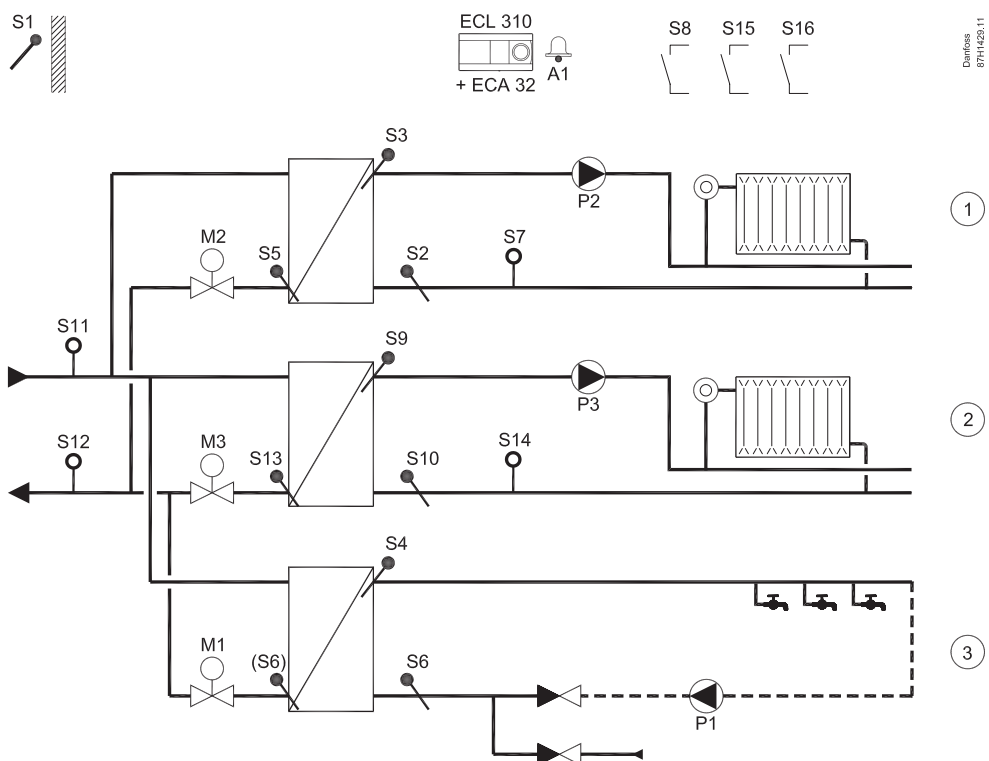 S1
ECL 310
+ ECA 32
A1
S8
S15
S16
Danfoss
87H1429.11
S3
P2
1
M2
S5
S2
S7
S11
S9
P3
2
S12
M3
S13
S10
S14
S4
3
M1
(S6)
S6
P1